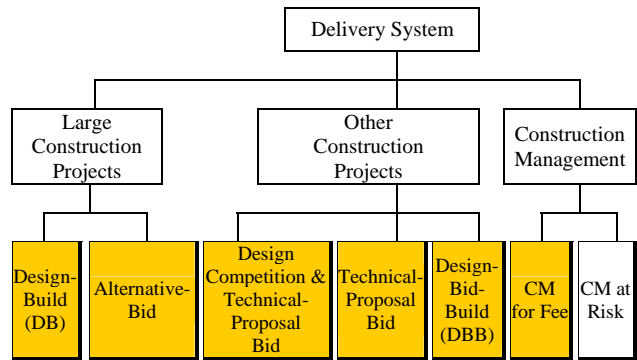 Delivery System
Large
Construction
Projects
Other
Construction
Projects
Construction
Management
Design-
Build
(DB)
Alternative-
Bid
Design
Competition &
Technical-
Proposal
Bid
Technical-
Proposal
Bid
Design-
Bid-
Build
(DBB)
CM
for Fee
CM at
Risk